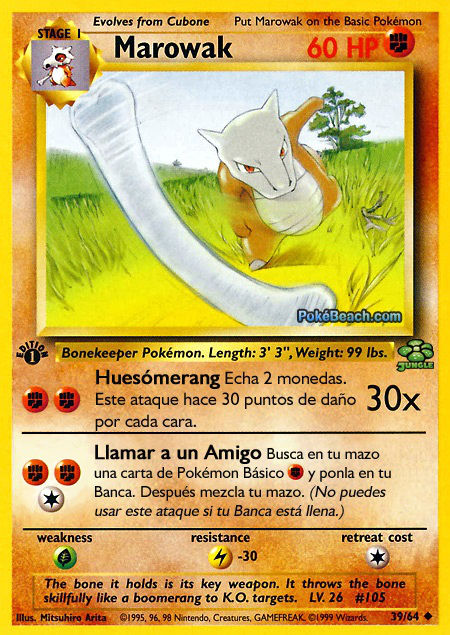 Evolves from Cubone
Put Marowak on the Basic Pokémon
STAGE 1
Marowak
60 HP
PokéBeach.com
EDITION
1
Bonekeeper Pokémon. Length: 3' 3", Weight: 99 lbs.
JUNGLE
Huesómerang Echa 2 monedas.
Este ataque hace 30 puntos de daño
por cada cara.
30x
Llamar a un Amigo Busca en tu mazo
una carta de Pokémon Básico y ponla en tu
Banca. Después mezcla tu mazo. (No puedes
usar este ataque si tu Banca está llena.)
weakness
resistance
retreat cost
-30
The bone it holds is its key weapon. It throws the bone
skillfully like a boomerang to K.O. targets. LV. 26 #105
Illus. Mitsuhiro Arita
©1995, 96, 98 Nintendo, Creatures, GAMEFREAK. ©1999 Wizards.
39/64